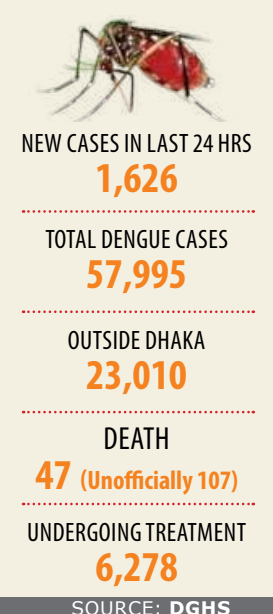 NEW CASES IN LAST 24 HRS
1,626
TOTAL DENGUE CASES
57,995
OUTSIDE DHAKA
23,010
DEATH
47 (Unofficially 107)
UNDERGOING TREATMENT
6,278
SOURCE: DGHS